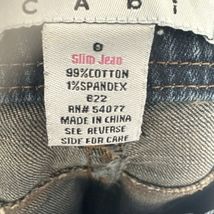 CAbi
8
Slim Jean
99%COTTON
1%SPANDEX
822
RN# 54077
MADE IN CHINA
SEE REVERSE
SIDE FOR CARE